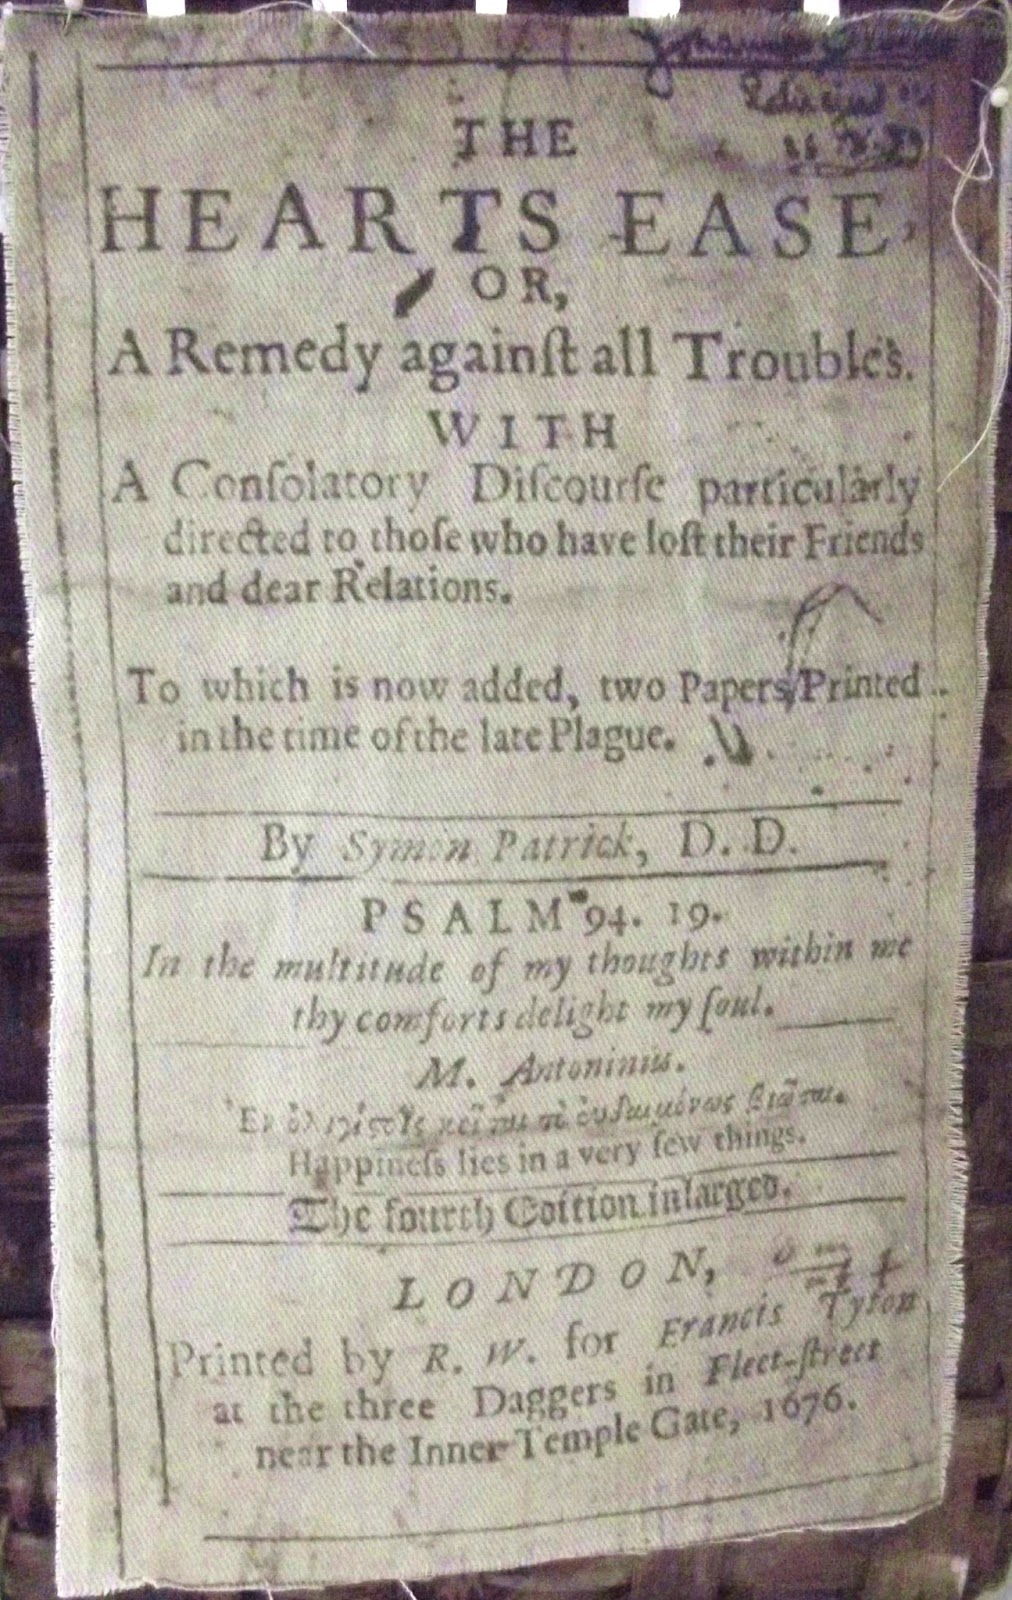 THE
HEARTS EASE,
OR,
A Remedy againſt all Troubles.
WITH
A Conſolatory Diſcourſe particularly
directed to thoſe who have loſt their Friends
and dear Relations.
To which is now added, two Papers Printed
in the time of the late Plague.
By Symon Patrick, D. D.
PSALM 94. 19.
In the multitude of my thoughts within me
thy comforts delight my ſoul.
M. Antoninus.
Happineſs lies in a very few things.
The fourth Edition inlarged.
LONDON,
Printed by R. W. for Francis Tyton
at the three Daggers in Fleet-ſtreet
near the Inner Temple Gate, 1676.